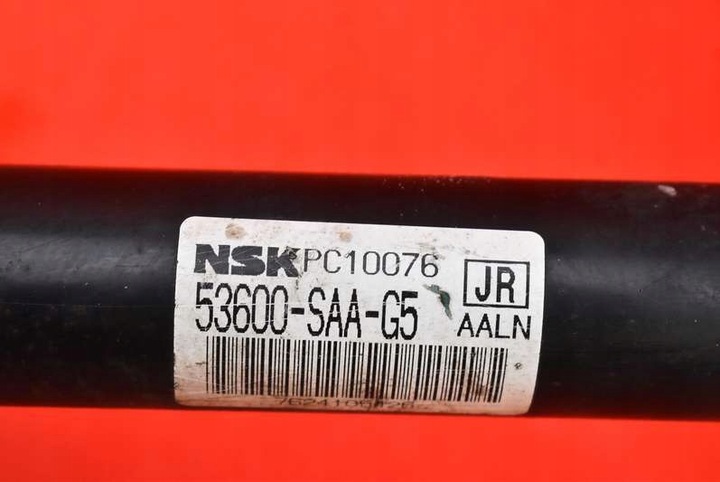 NSK PC10076
53600-SAA-G5
JR
AALN